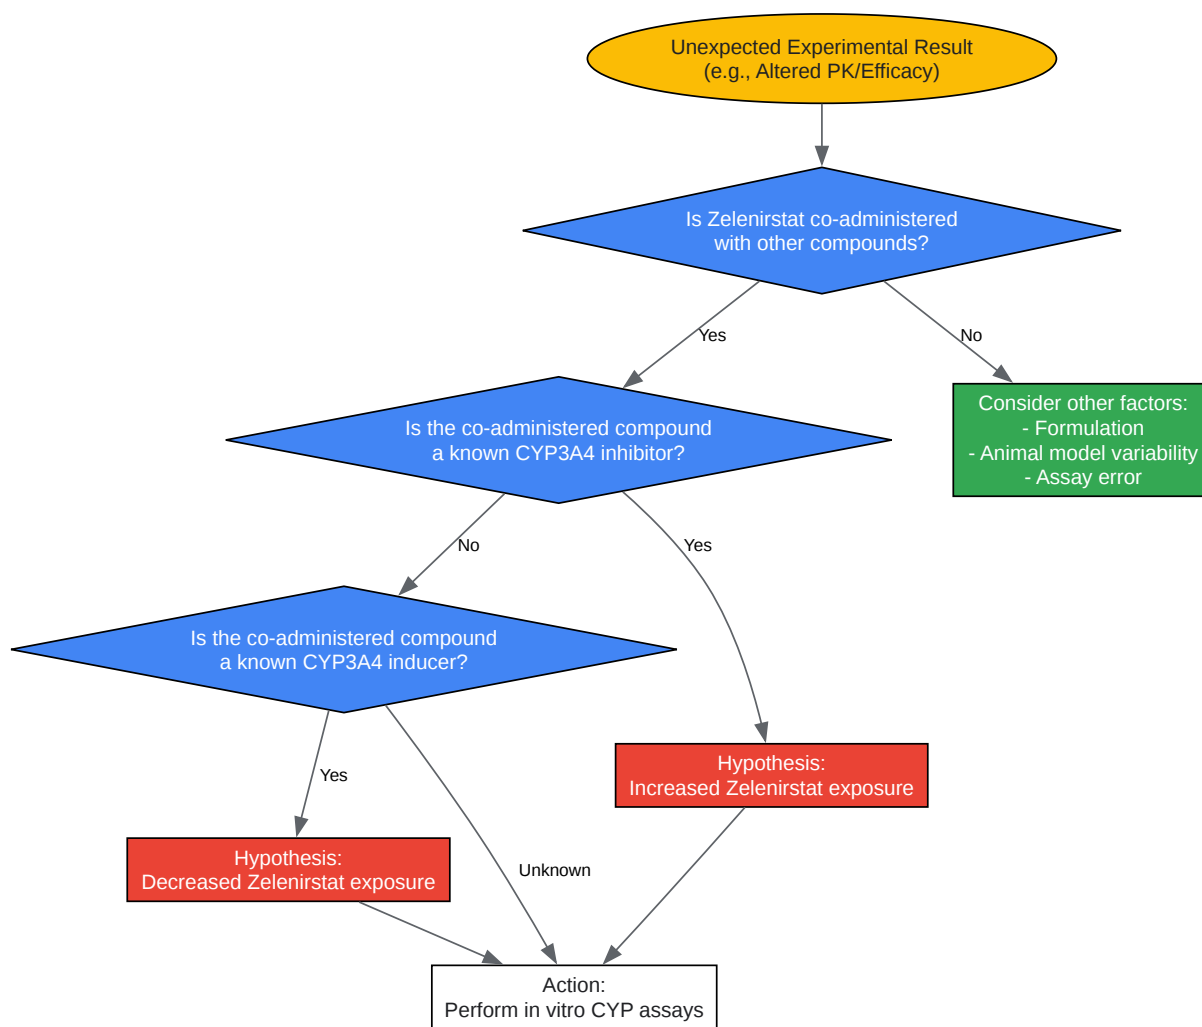 Unexpected Experimental Result
(e.g., Altered PK/Efficacy)
Is Zelenirstat co-administered
with other compounds?
Yes
No
Is the co-administered compound
a known CYP3A4 inhibitor?
Consider other factors:
- Formulation
- Animal model variability
- Assay error
No
Yes
Is the co-administered compound
a known CYP3A4 inducer?
Yes
Hypothesis:
Increased Zelenirstat exposure
Hypothesis:
Decreased Zelenirstat exposure
Unknown
Action:
Perform in vitro CYP assays